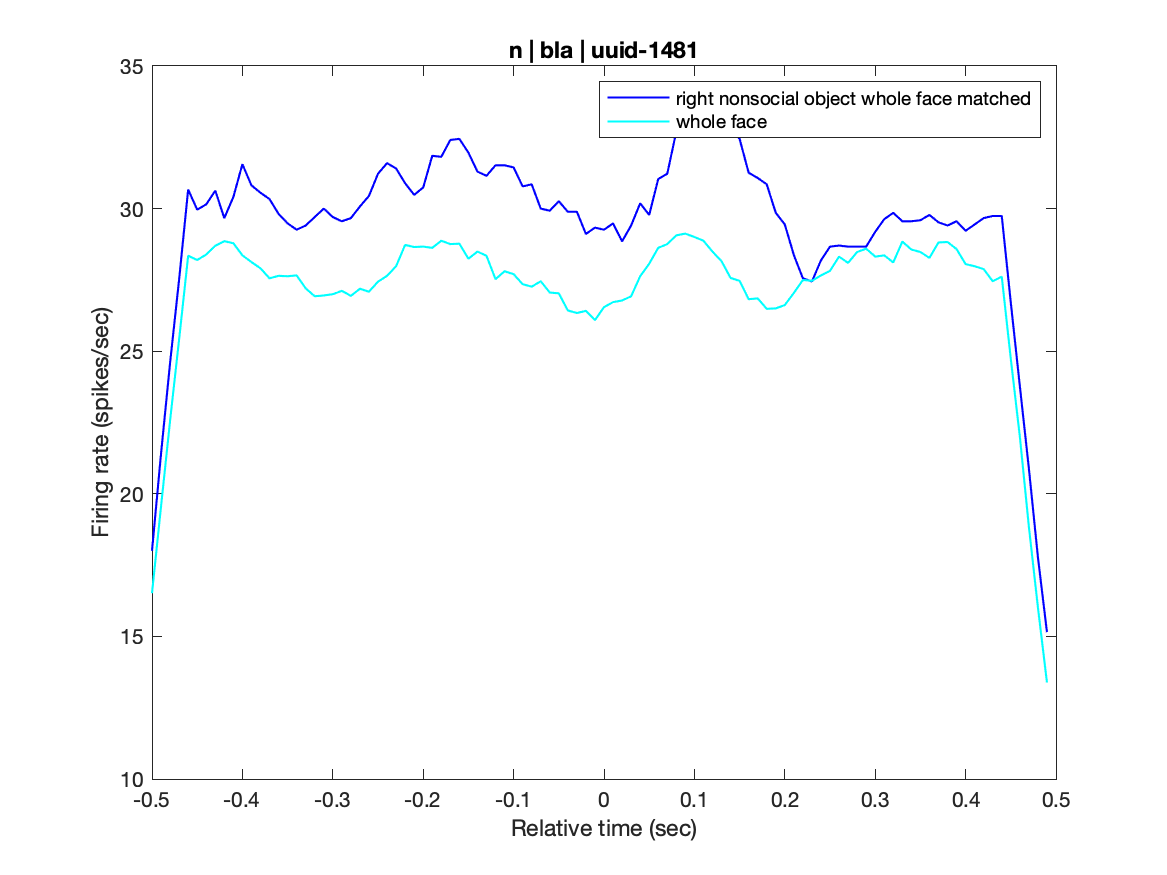 n | bla | uuid-1481
right nonsocial object whole face matched
whole face
35
30
25
20
15
10
Firing rate (spikes/sec)
-0.5 -0.4 -0.3 -0.2 -0.1 0 0.1 0.2 0.3 0.4 0.5
Relative time (sec)